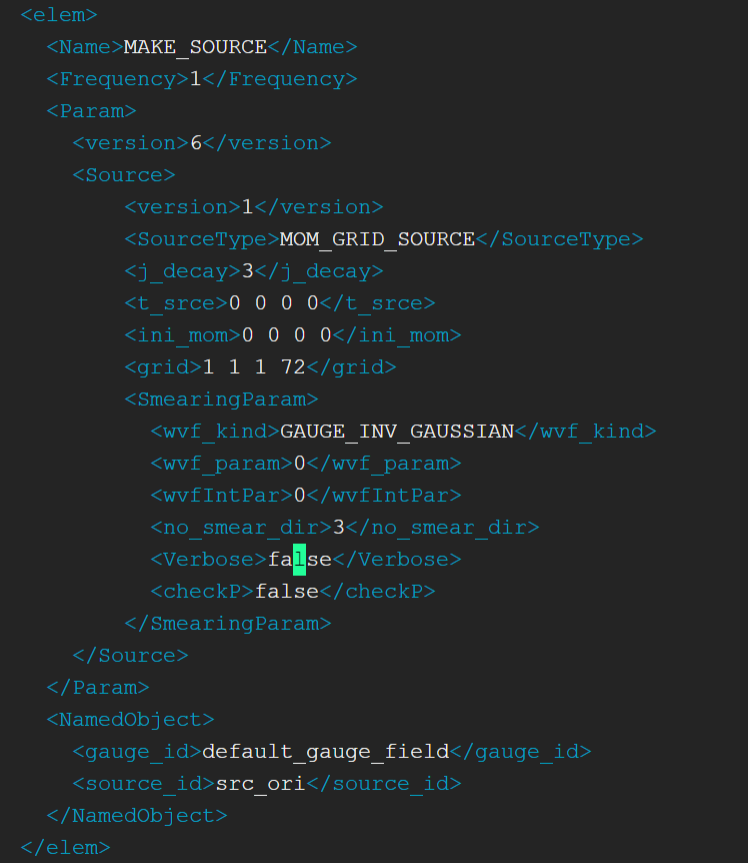 <elem>
<Name>MAKE_SOURCE</Name>
<Frequency>1</Frequency>
<Param>
<version>6</version>
<Source>
<version>1</version>
<SourceType>MOM_GRID_SOURCE</SourceType>
<j_decay>3</j_decay>
<t_srce>0 0 0 0</t_srce>
<ini_mom>0 0 0 0</ini_mom>
<grid>1 1 1 72</grid>
<SmearingParam>
<wvf_kind>GAUGE_INV_GAUSSIAN</wvf_kind>
<wvf_param>0</wvf_param>
<wvfIntPar>0</wvfIntPar>
<no_smear_dir>3</no_smear_dir>
<Verbose>false</Verbose>
<checkP>false</checkP>
</SmearingParam>
</Source>
</Param>
<NamedObject>
<gauge_id>default_gauge_field</gauge_id>
<source_id>src_ori</source_id>
</NamedObject>
</elem>